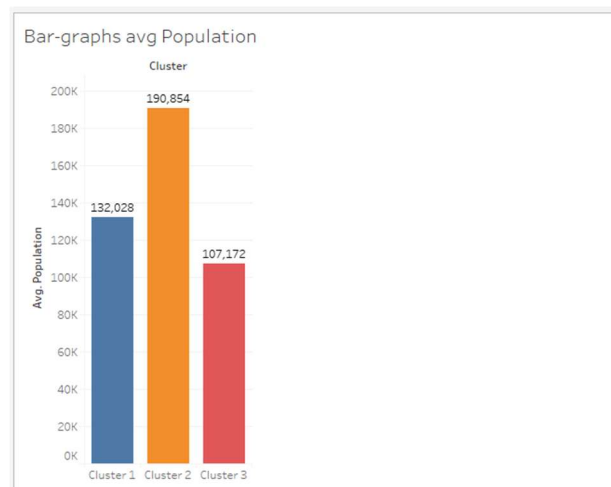 Bar-graphs avg Population
Cluster
200K
190,854
180K
160K
140K
132,028
120K
107,172
100K
80K
60K
40K
20K
0K
Avg. Population
Cluster 1 Cluster 2 Cluster 3